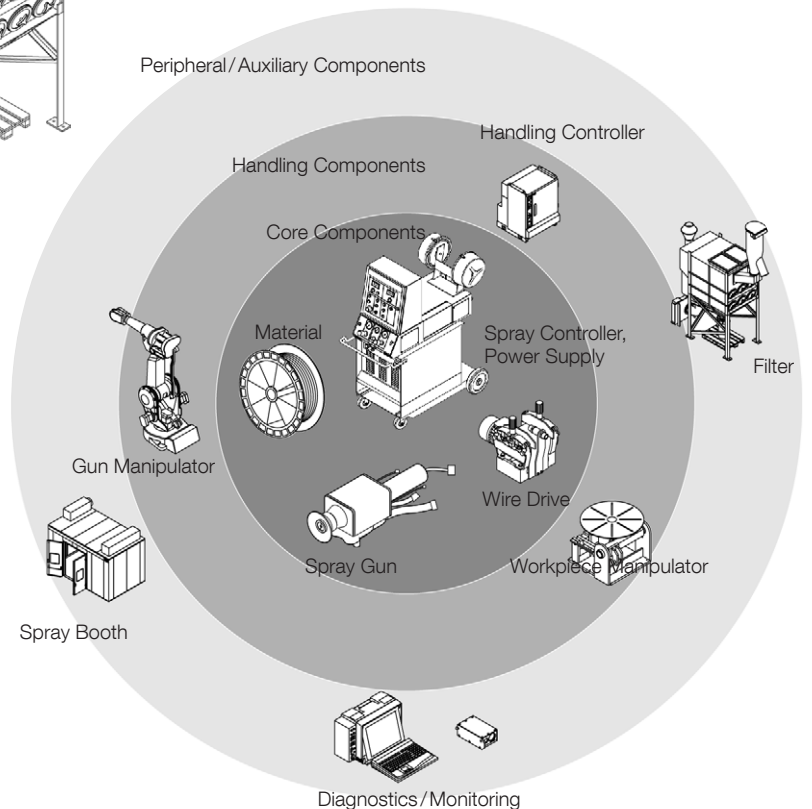 Peripheral/Auxiliary Components
Handling Controller
Handling Components
Core Components
Material
Spray Controller,
Power Supply
Filter
Gun Manipulator
Wire Drive
Spray Gun
Workpiece Manipulator
Spray Booth
Diagnostics/Monitoring